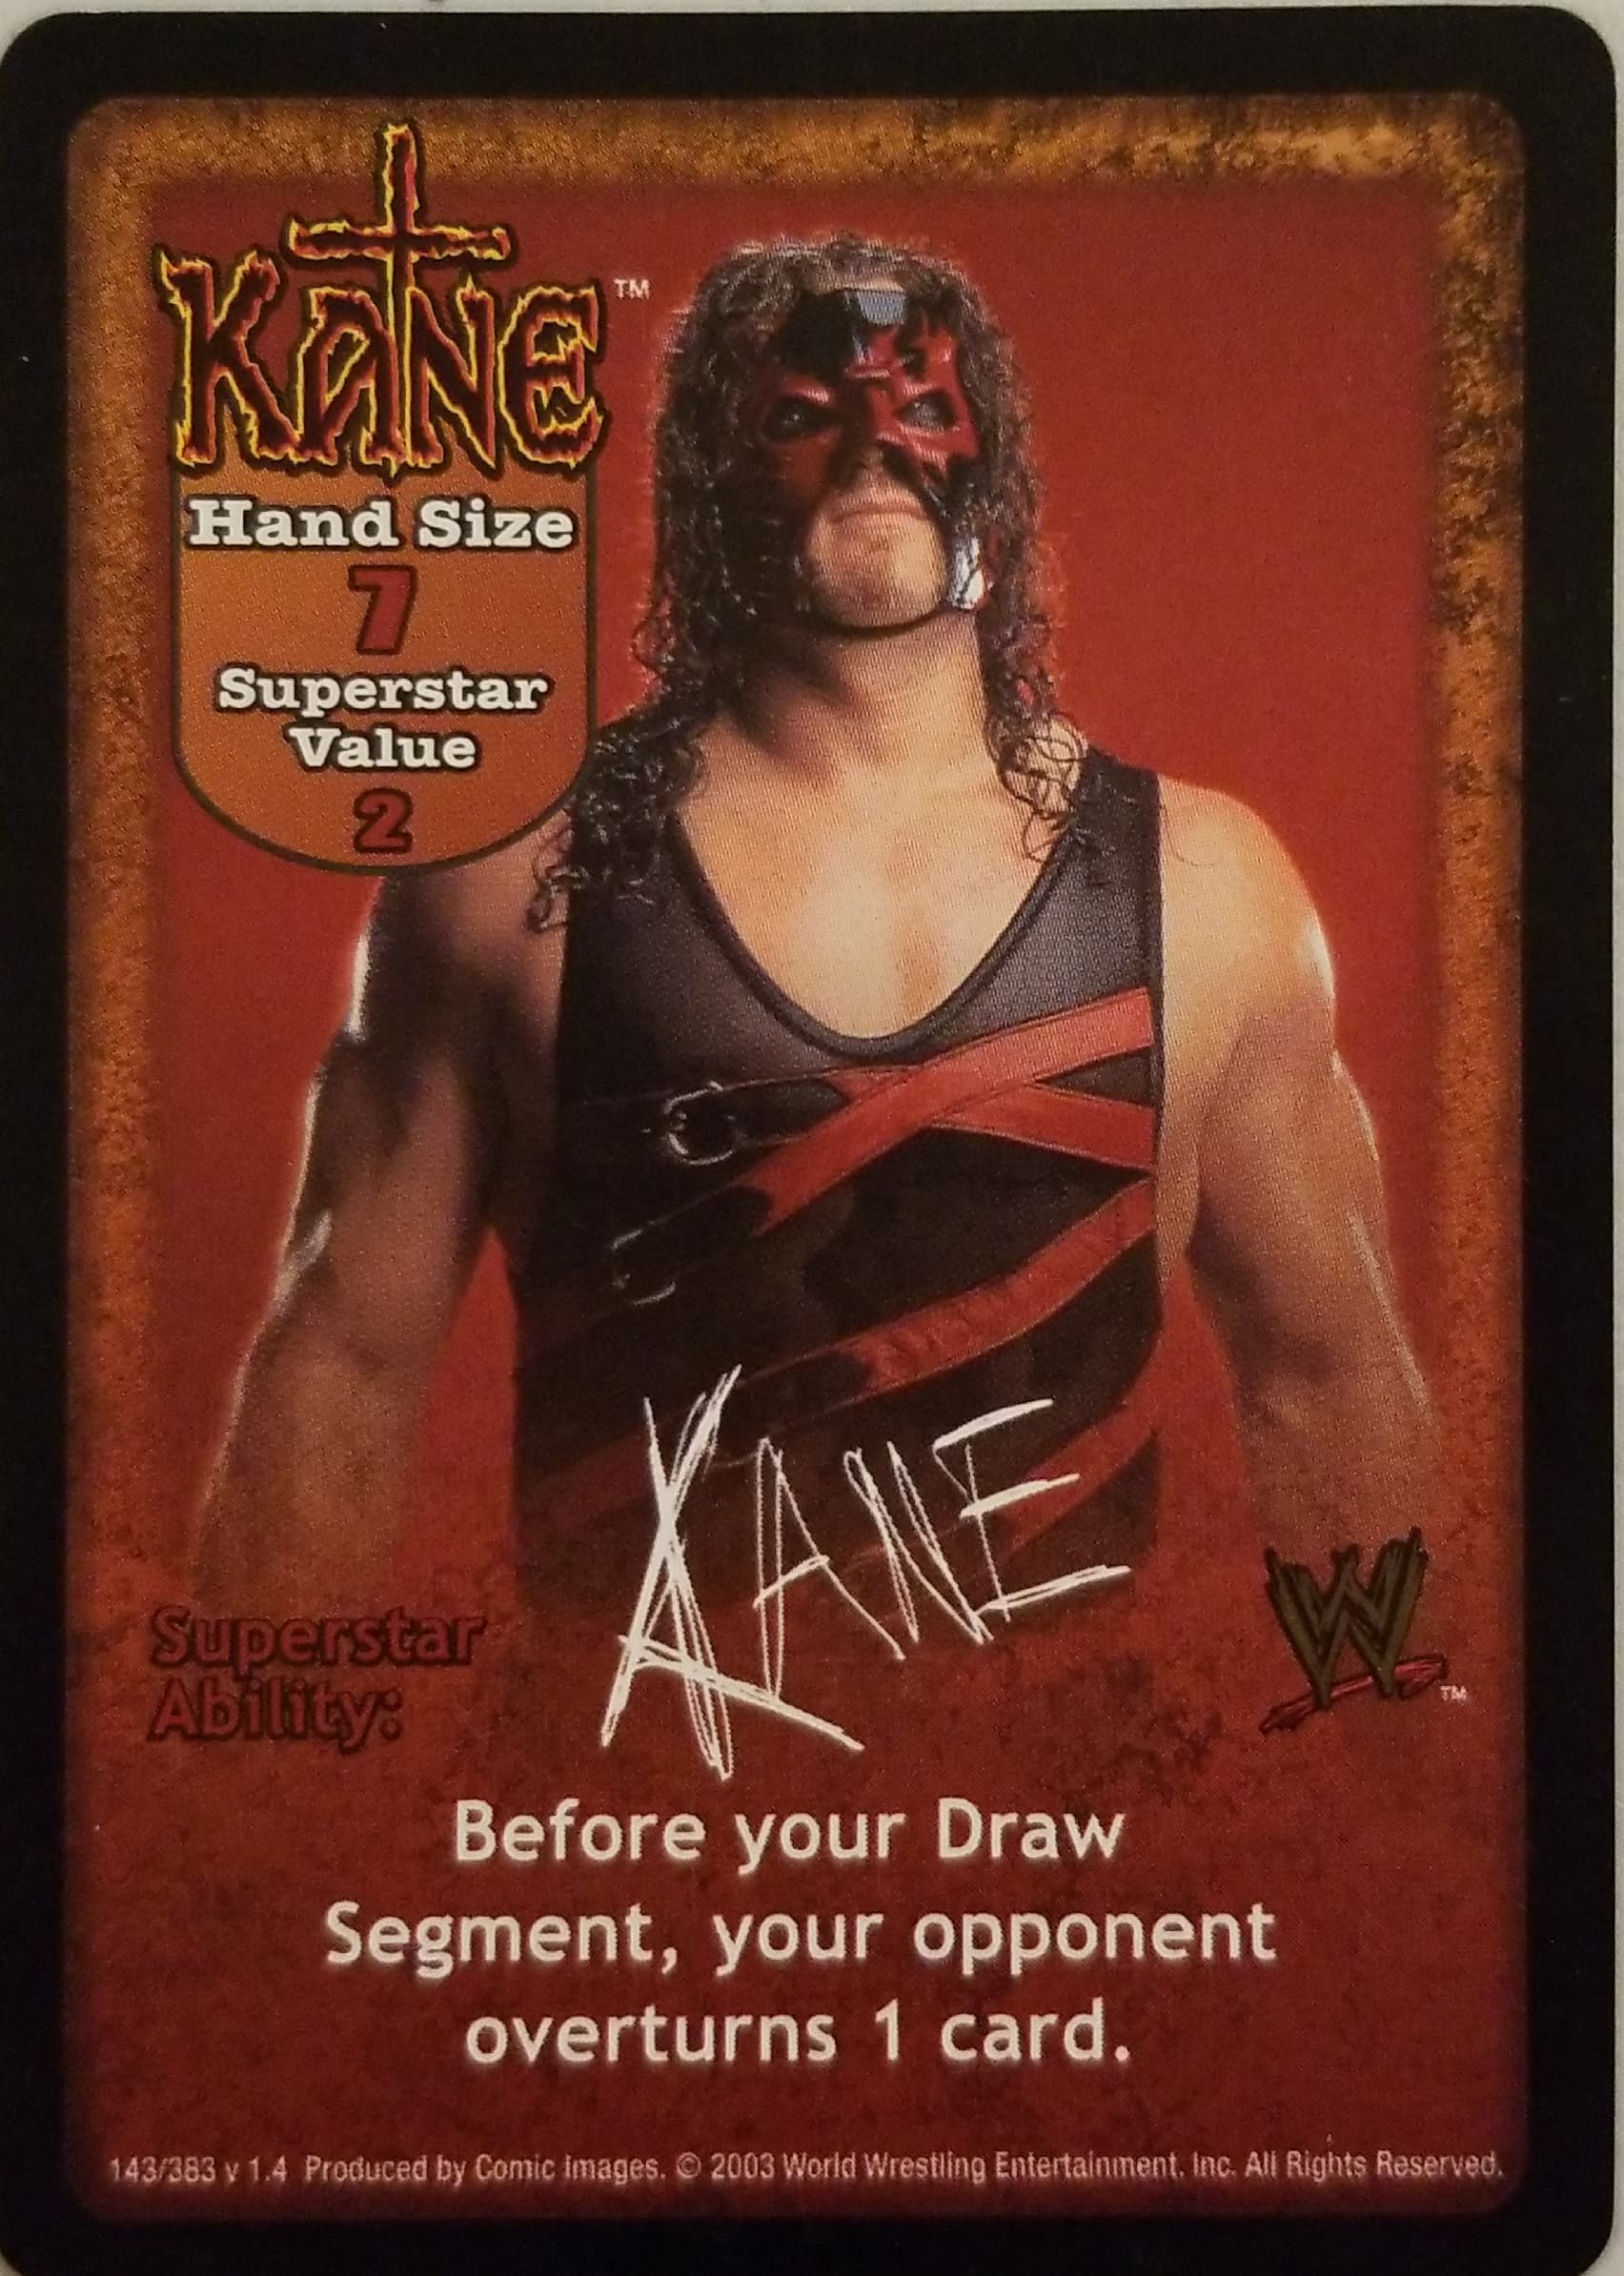 KANE™
Hand Size
7
Superstar
Value
2
KANE
Superstar
Ability:
W™
Before your Draw
Segment, your opponent
overturns 1 card.
143/383 v 1.4 Produced by Comic Images. © 2003 World Wrestling Entertainment. Inc. All Rights Reserved.